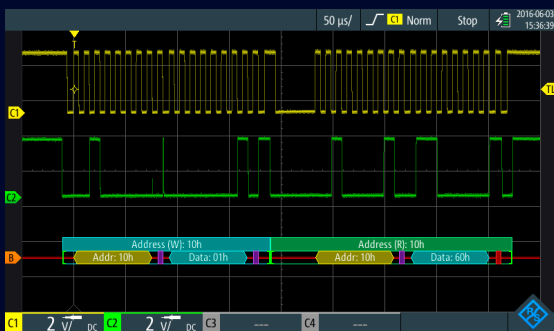 50 µs/ C1 Norm Stop 2016-06-03
15:36:39
T
TL
C1
C2
Address (W): 10h Address (R): 10h
B Addr: 10h Data: 01h Addr: 10h Data: 60h
C1 2 V/ DC C2 2 V/ DC C3 --- C4 ---
R&S